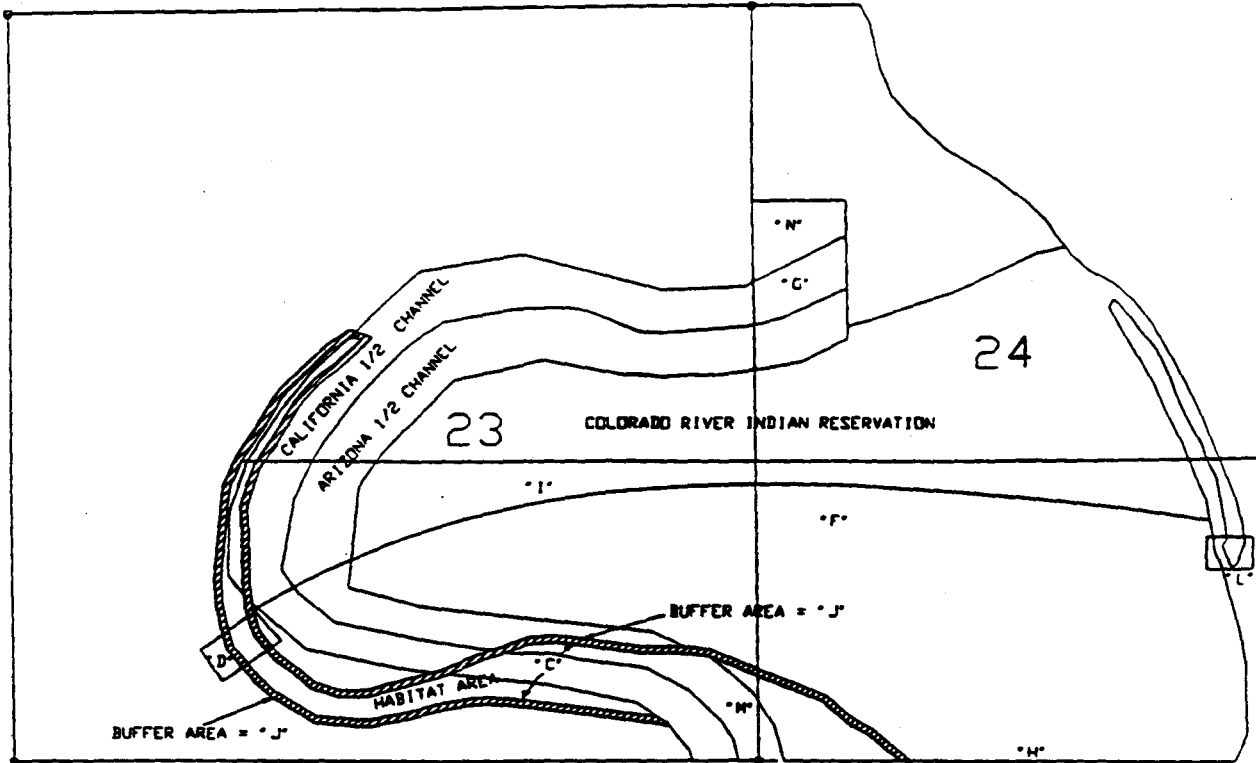 "N"
"G"
CALIFORNIA 1/2 CHANNEL
ARIZONA 1/2 CHANNEL
24
23
COLORADO RIVER INDIAN RESERVATION
"I"
"F"
"L"
BUFFER AREA = "J"
"D"
"C"
HABITAT AREA
"M"
BUFFER AREA = "J"
"H"